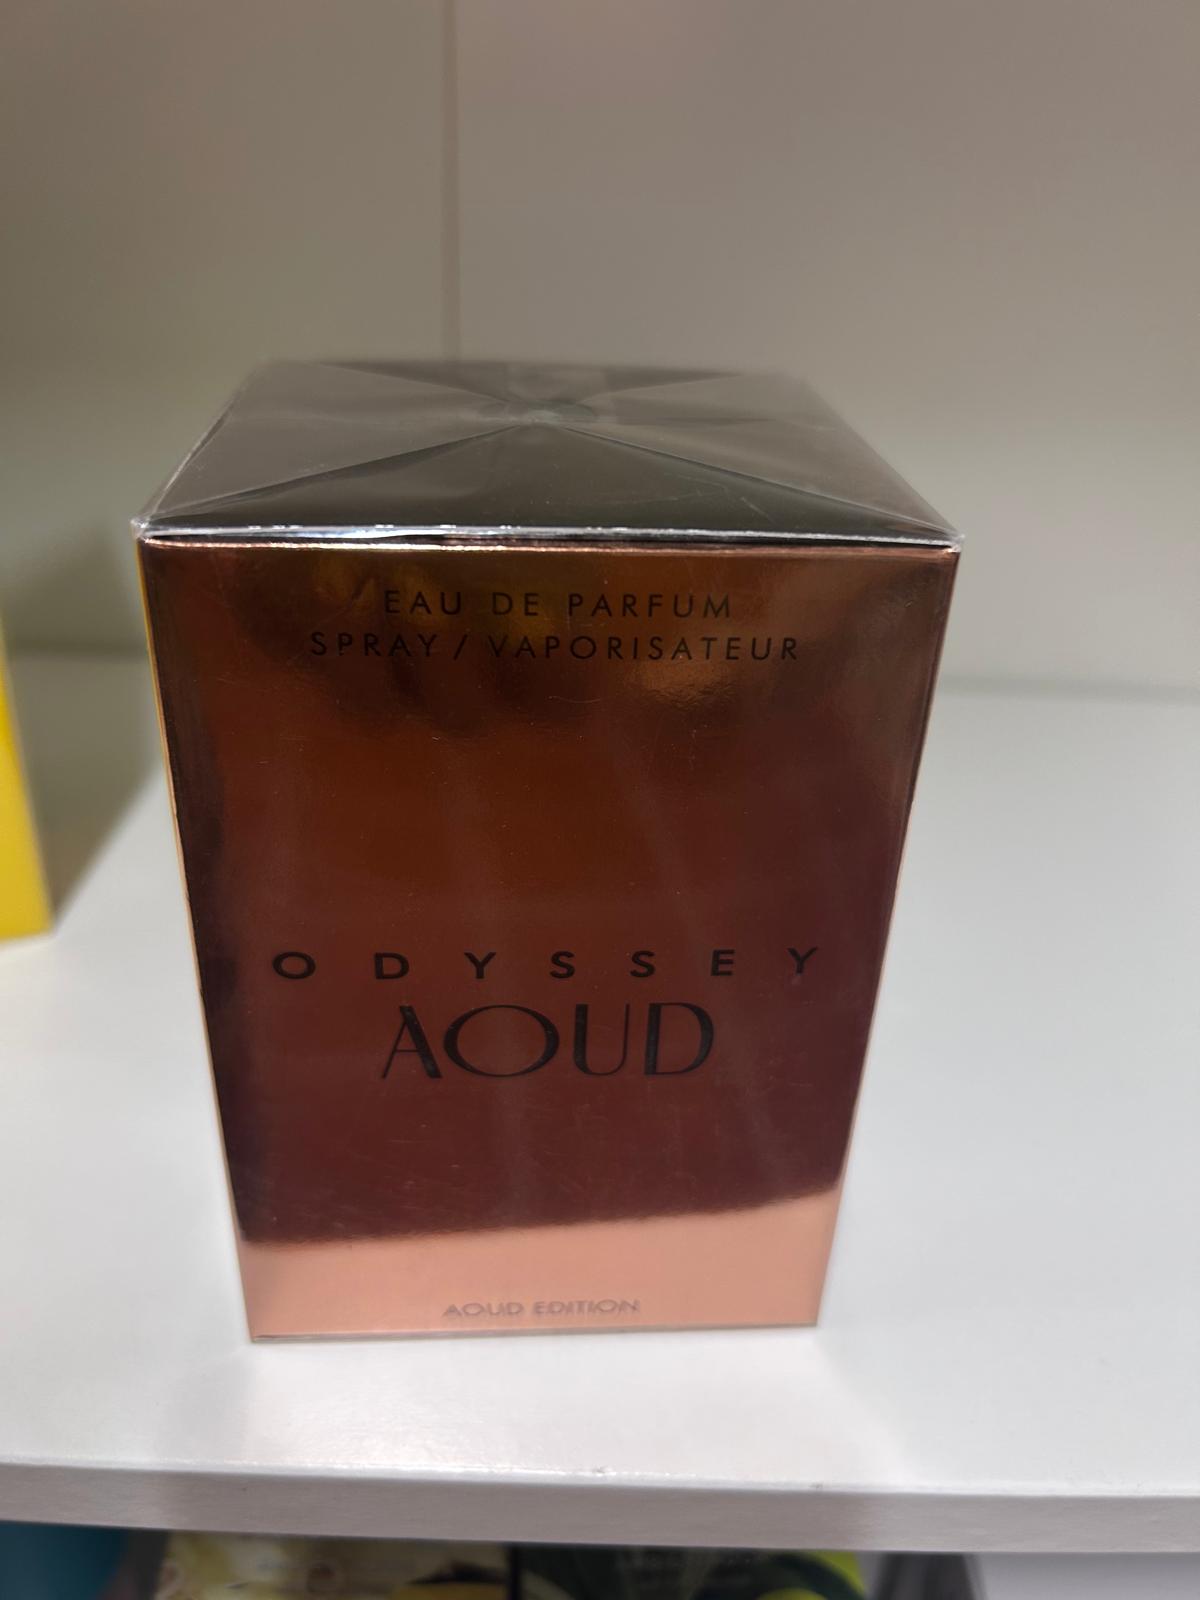 EAU DE PARFUM
SPRAY / VAPORISATEUR
ODYSSEY
AOUD
AOUD EDITION